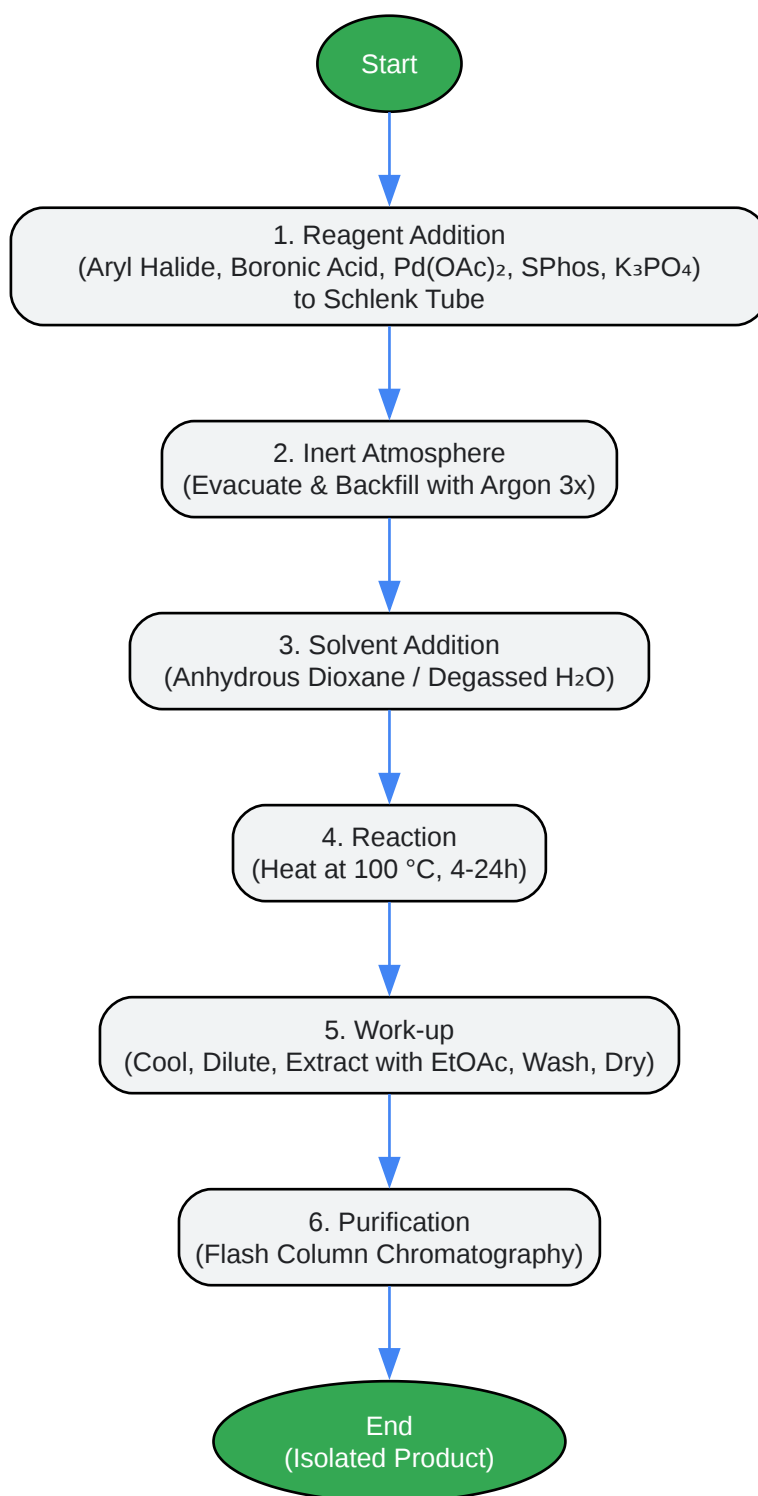 Start
1. Reagent Addition
(Aryl Halide, Boronic Acid, Pd(OAc)₂, SPhos, K₃PO₄)
to Schlenk Tube
2. Inert Atmosphere
(Evacuate & Backfill with Argon 3x)
3. Solvent Addition
(Anhydrous Dioxane / Degassed H₂O)
4. Reaction
(Heat at 100 °C, 4-24h)
5. Work-up
(Cool, Dilute, Extract with EtOAc, Wash, Dry)
6. Purification
(Flash Column Chromatography)
End
(Isolated Product)